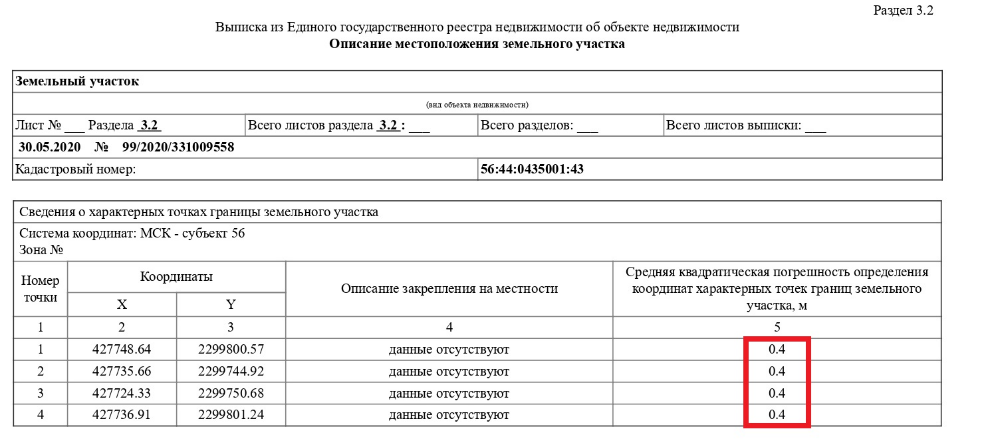 Раздел 3.2
Выписка из Единого государственного реестра недвижимости об объекте недвижимости
Описание местоположения земельного участка
Земельный участок
(вид объекта недвижимости)
Лист № ___ Раздела 3.2 Всего листов раздела 3.2 : ___ Всего разделов: ___ Всего листов выписки: ___
30.05.2020 № 99/2020/331009558
Кадастровый номер: 56:44:0435001:43
Сведения о характерных точках границы земельного участка
Система координат: МСК - субъект 56
Зона №
Номер точки Координаты Описание закрепления на местности Средняя квадратическая погрешность определения
координат характерных точек границ земельного
участка, м
X Y
1 2 3 4 5
1 427748.64 2299800.57 данные отсутствуют 0.4
2 427735.66 2299744.92 данные отсутствуют 0.4
3 427724.33 2299750.68 данные отсутствуют 0.4
4 427736.91 2299801.24 данные отсутствуют 0.4